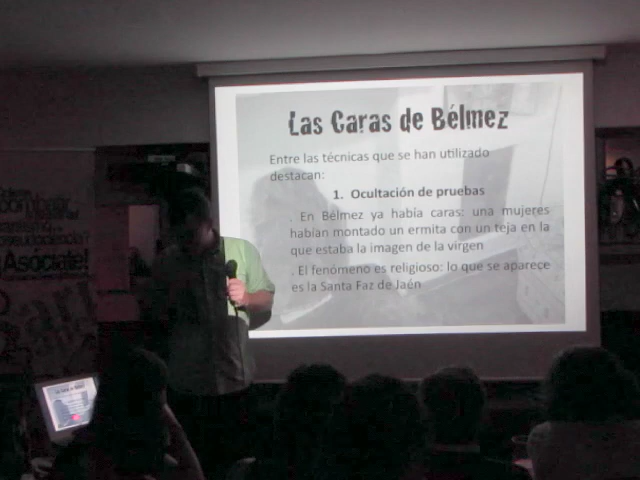 Las Caras de Bélmez
Entre las técnicas que se han utilizado
destacan:
1. Ocultación de pruebas
. En Bélmez ya había caras: una mujeres
habían montado un ermita con un teja en la
que estaba la imagen de la virgen
. El fenómeno es religioso: lo que se aparece
es la Santa Faz de Jaén
¡Asóciate!